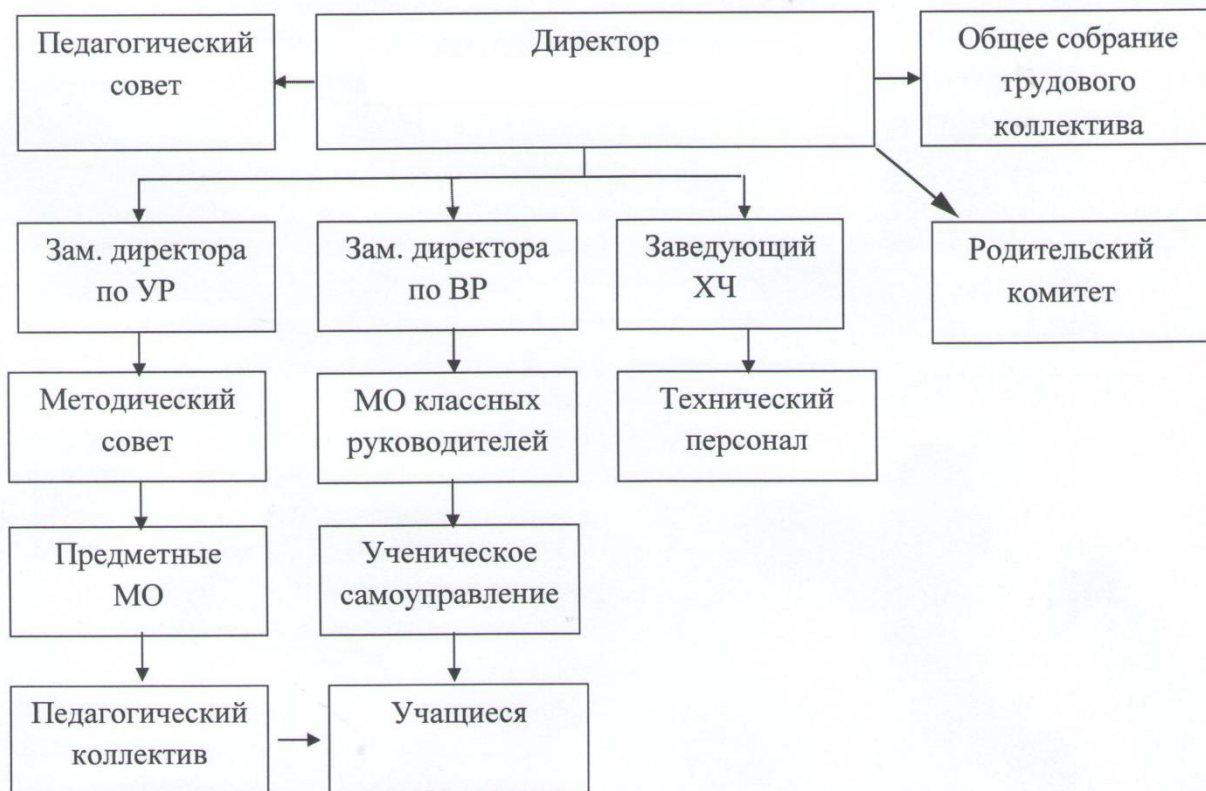 Педагогический
совет
Директор
Общее собрание
трудового
коллектива
Зам. директора
по УР
Зам. директора
по ВР
Заведующий
ХЧ
Родительский
комитет
Методический
совет
МО классных
руководителей
Технический
персонал
Предметные
МО
Ученическое
самоуправление
Педагогический
коллектив
Учащиеся